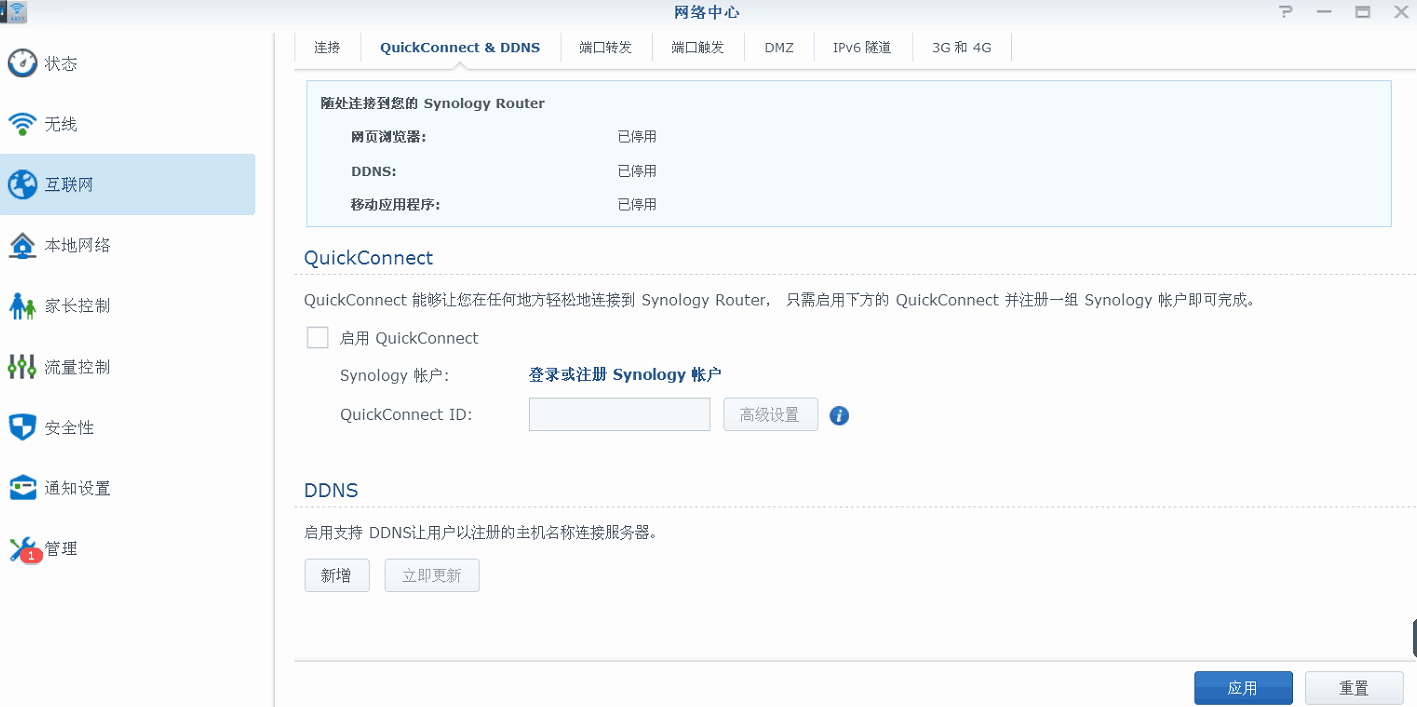 网络中心
状态
无线
互联网
本地网络
家长控制
流量控制
安全性
通知设置
1
管理
连接 QuickConnect & DDNS 端口转发 端口触发 DMZ IPv6 隧道 3G 和 4G
随处连接到您的 Synology Router
网页浏览器: 已停用
DDNS: 已停用
移动应用程序: 已停用
QuickConnect
QuickConnect 能够让您在任何地方轻松地连接到 Synology Router， 只需启用下方的 QuickConnect 并注册一组 Synology 帐户即可完成。
启用 QuickConnect
Synology 帐户: 登录或注册 Synology 帐户
QuickConnect ID: 高级设置
DDNS
启用支持 DDNS让用户以注册的主机名称连接服务器。
新增 立即更新
应用 重置